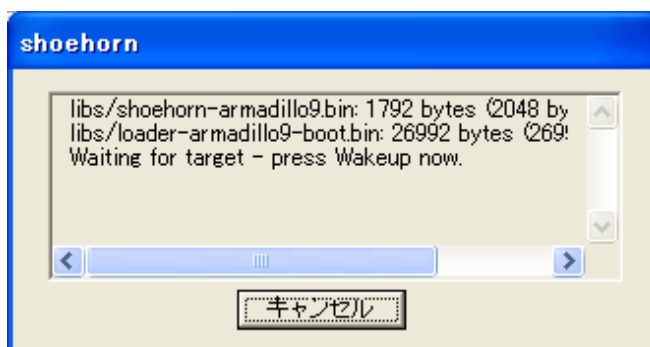 shoehorn
libs/shoehorn-armadillo9.bin: 1792 bytes (2048 by
libs/loader-armadillo9-boot.bin: 26992 bytes (269
Waiting for target - press Wakeup now.
キャンセル